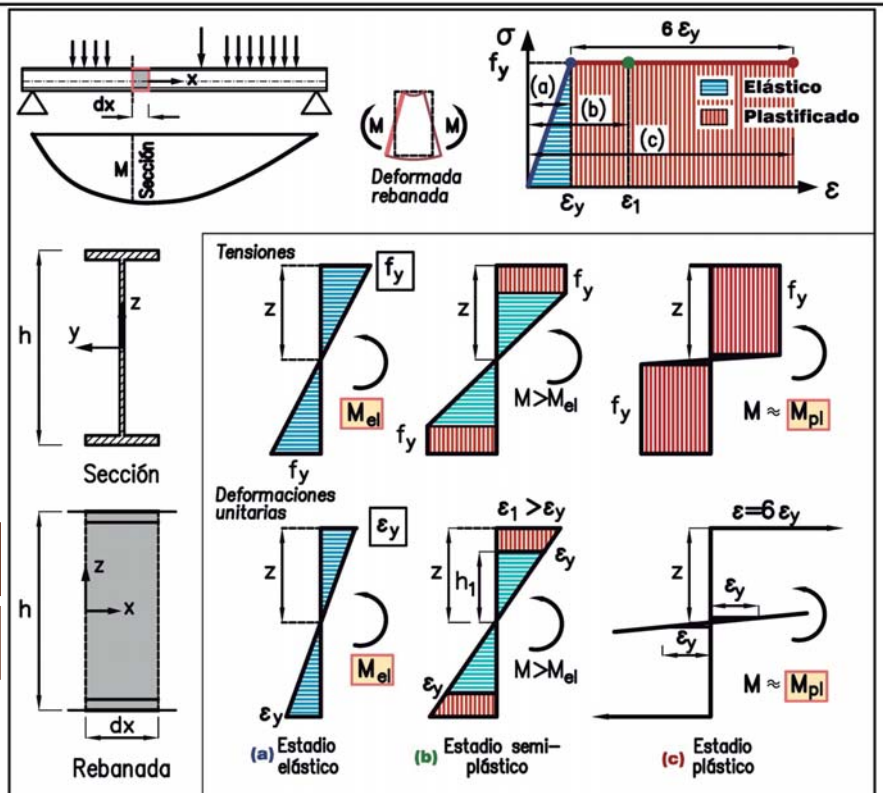 x
dx
M
Sección
M
M
Deformada
rebanada
σ
6 εy
fy
(a)
(b)
(c)
Elástico
Plastificado
εy
ε1
ε
h
z
y
Sección
h
z
x
dx
Rebanada
Tensiones
fy
z
Mel
fy
z
fy
M>Mel
fy
z
fy
fy
M ≈ Mpl
Deformaciones
unitarias
εy
z
Mel
εy
ε1 >εy
z
h1
εy
M>Mel
εy
ε=6 εy
z
εy
εy
M ≈ Mpl
(a) Estadio
elástico
(b) Estadio semi-
plástico
(c) Estadio
plástico